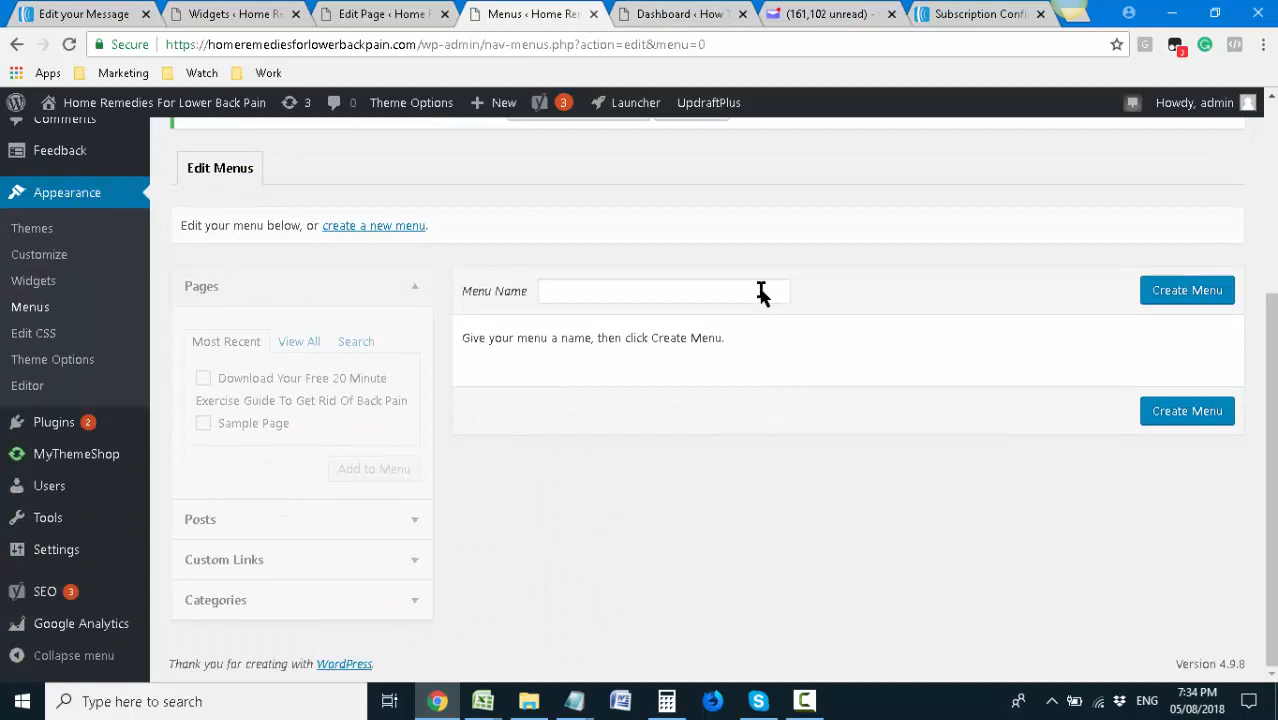 Edit your Message
Widgets ‹ Home Re
Edit Page ‹ Home
Menus ‹ Home Re
Dashboard ‹ How T
(161,102 unread) -
Subscription Confi
Secure
https://homeremediesforlowerbackpain.com/wp-admin/nav-menus.php?action=edit&menu=0
3
Apps
Marketing
Watch
Work
Home Remedies For Lower Back Pain
3
0
Theme Options
New
3
Launcher
UpdraftPlus
Howdy, admin
Comments
Feedback
Appearance
Themes
Customize
Widgets
Menus
Edit CSS
Theme Options
Editor
Plugins 2
MyThemeShop
Users
Tools
Settings
SEO 3
Google Analytics
Collapse menu
Edit Menus
Edit your menu below, or create a new menu.
Pages
Most Recent
View All
Search
Download Your Free 20 Minute
Exercise Guide To Get Rid Of Back Pain
Sample Page
Add to Menu
Posts
Custom Links
Categories
Menu Name
Create Menu
Give your menu a name, then click Create Menu.
Create Menu
Thank you for creating with WordPress.
Version 4.9.8
Type here to search
ENG
7:34 PM
05/08/2018